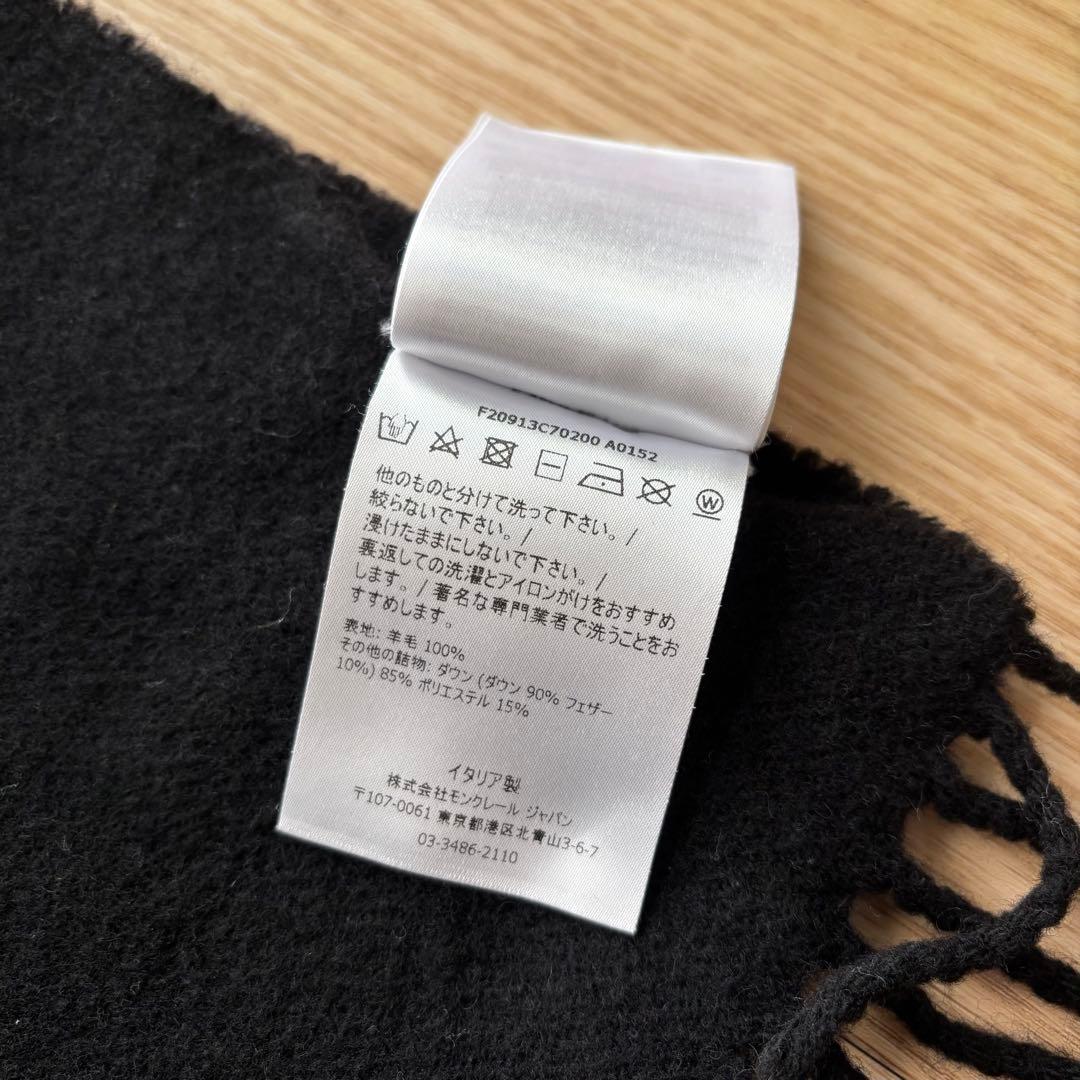 F20913C70200 A0152
W
他のものと分けて洗って下さい。/
絞らないで下さい。/
浸けたままにしないで下さい。/
裏返しての洗濯とアイロンがけをおすすめ
します。/ 著名な専門業者で洗うことをお
すすめします。
表地: 羊毛 100%
その他の詰物: ダウン (ダウン 90% フェザー
10%) 85% ポリエステル 15%
イタリア製
株式会社モンクレール ジャパン
〒107-0061 東京都港区北青山3-6-7
03-3486-2110